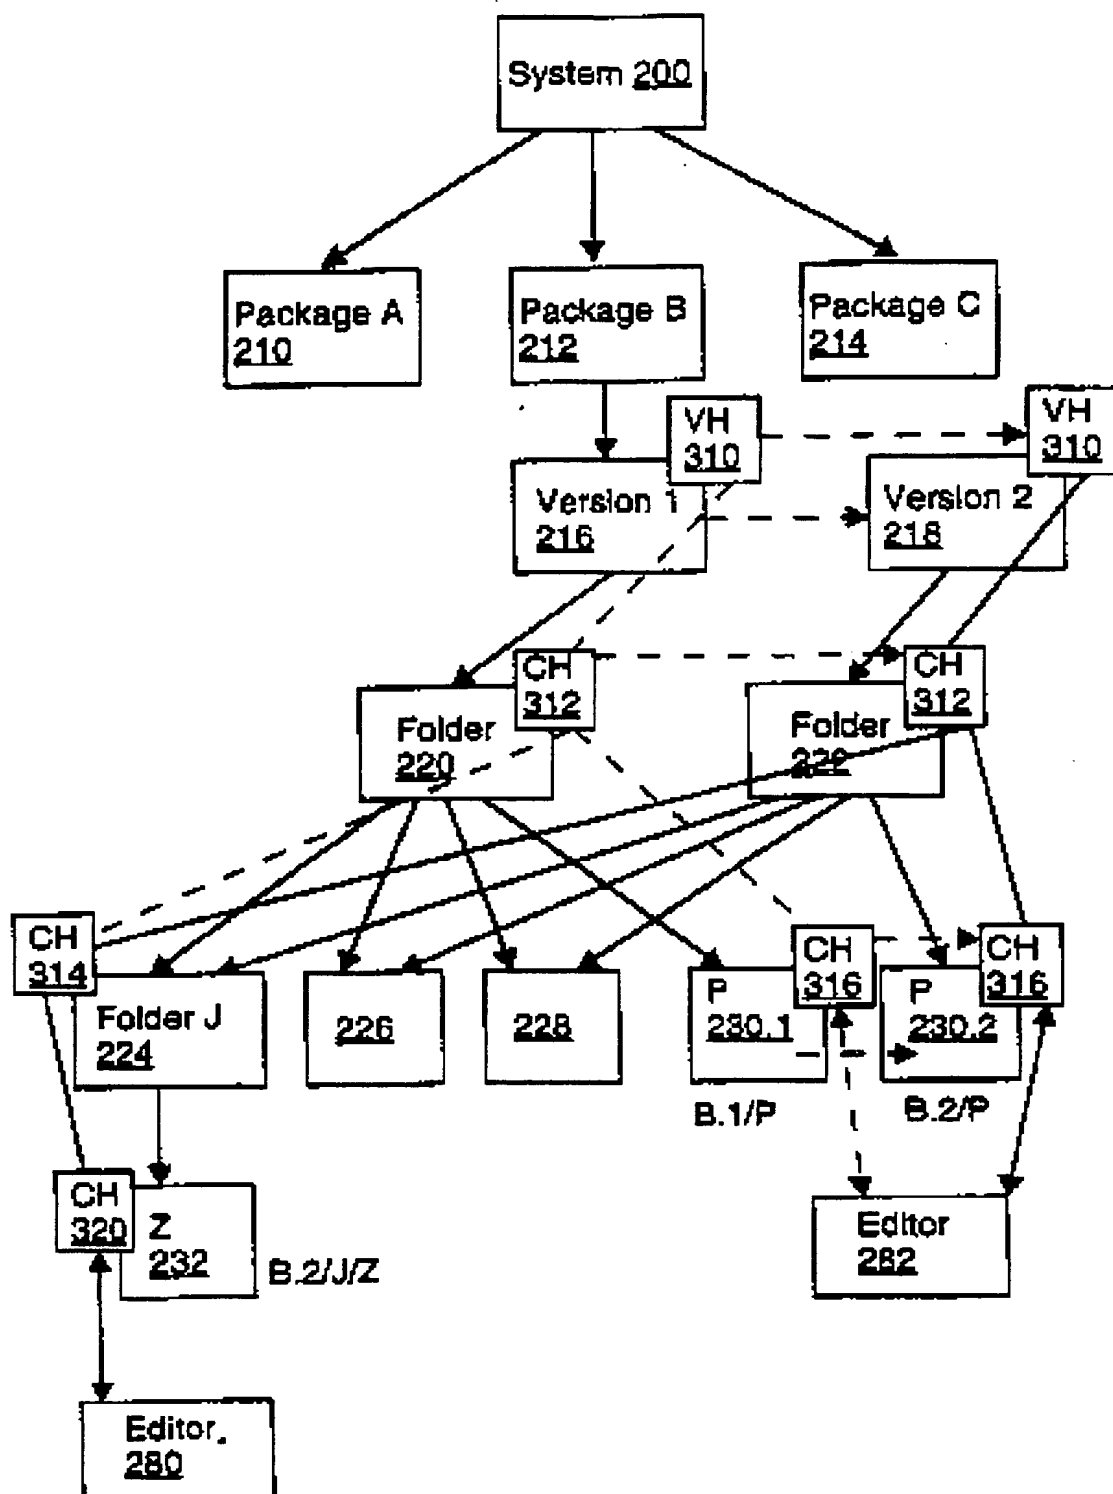 System 200
Package A
210
Package B
212
Package C
214
VH
310
VH
310
Version 1
216
Version 2
218
CH
312
CH
312
Folder
220
Folder
222
CH
314
CH
316
CH
316
Folder J
224
226
228
P
230.1
P
230.2
B.1/P
B.2/P
CH
320
Z
232
B.2/J/Z
Editor
282
Editor
280